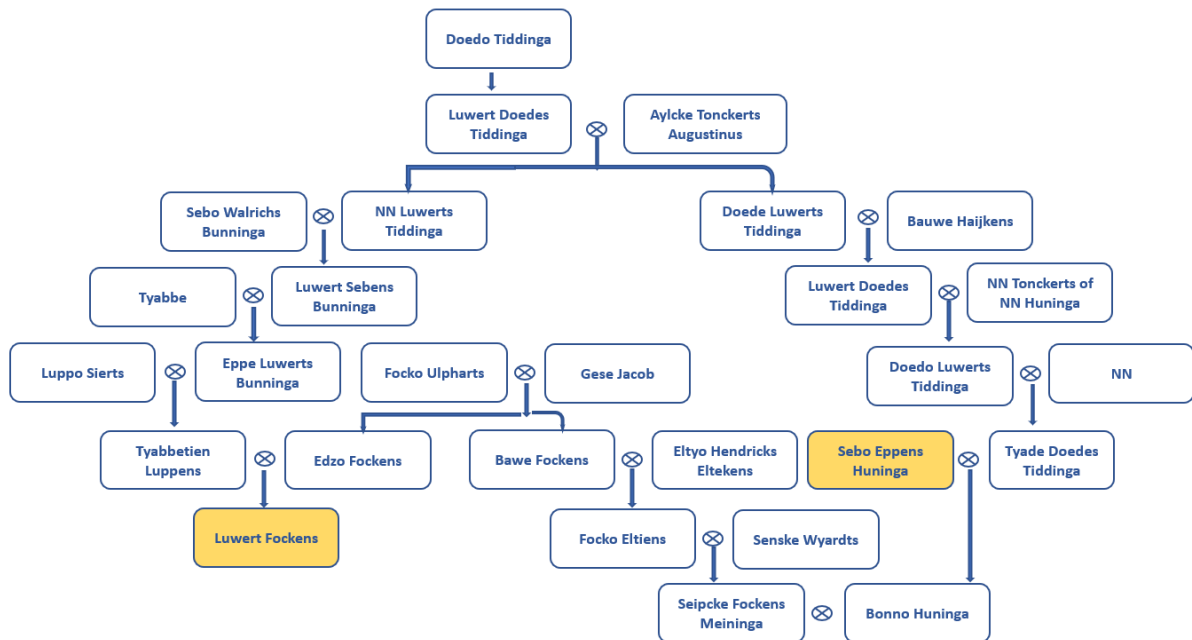 Doedo Tiddinga
Luwert Doedes
Tiddinga
Aylcke Tonckerts
Augustinus
Sebo Walrichs
Bunninga
NN Luwerts
Tiddinga
Doede Luwerts
Tiddinga
Bauwe Haijkens
Tyabbe
Luwert Sebens
Bunninga
Luwert Doedes
Tiddinga
NN Tonckerts of
NN Huninga
Luppo Sierts
Eppe Luwerts
Bunninga
Focko Ulpharts
Gese Jacob
Doedo Luwerts
Tiddinga
NN
Tyabbetien
Luppens
Edzo Fockens
Bawe Fockens
Eltyo Hendricks
Eltekens
Sebo Eppens
Huninga
Tyade Doedes
Tiddinga
Luwert Fockens
Focko Eltiens
Senske Wyardts
Seipcke Fockens
Meininga
Bonno Huninga